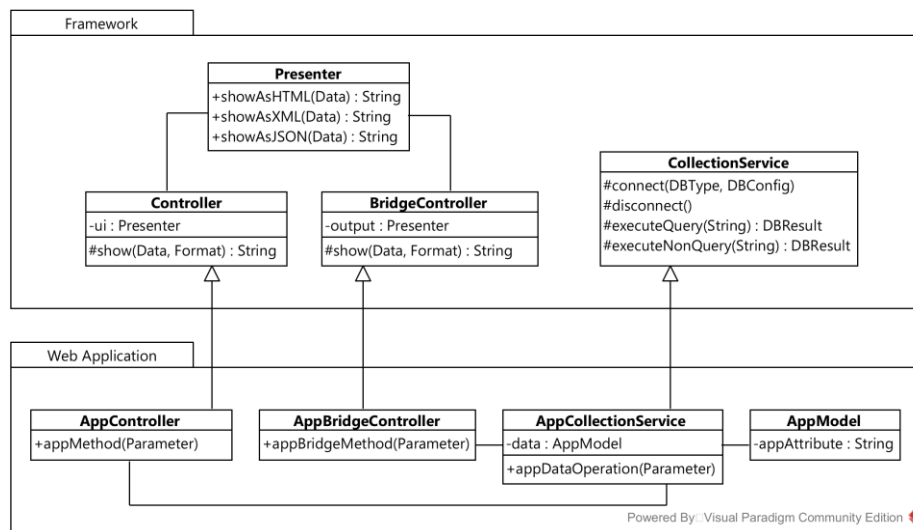 Framework
Presenter
+showAsHTML(Data) : String
+showAsXML(Data) : String
+showAsJSON(Data) : String
Controller
-ui : Presenter
#show(Data, Format) : String
BridgeController
-output : Presenter
#show(Data, Format) : String
CollectionService
#connect(DBType, DBConfig)
#disconnect()
#executeQuery(String) : DBResult
#executeNonQuery(String) : DBResult
Web Application
AppController
+appMethod(Parameter)
AppBridgeController
+appBridgeMethod(Parameter)
AppCollectionService
-data : AppModel
+appDataOperation(Parameter)
AppModel
-appAttribute : String
Powered By Visual Paradigm Community Edition